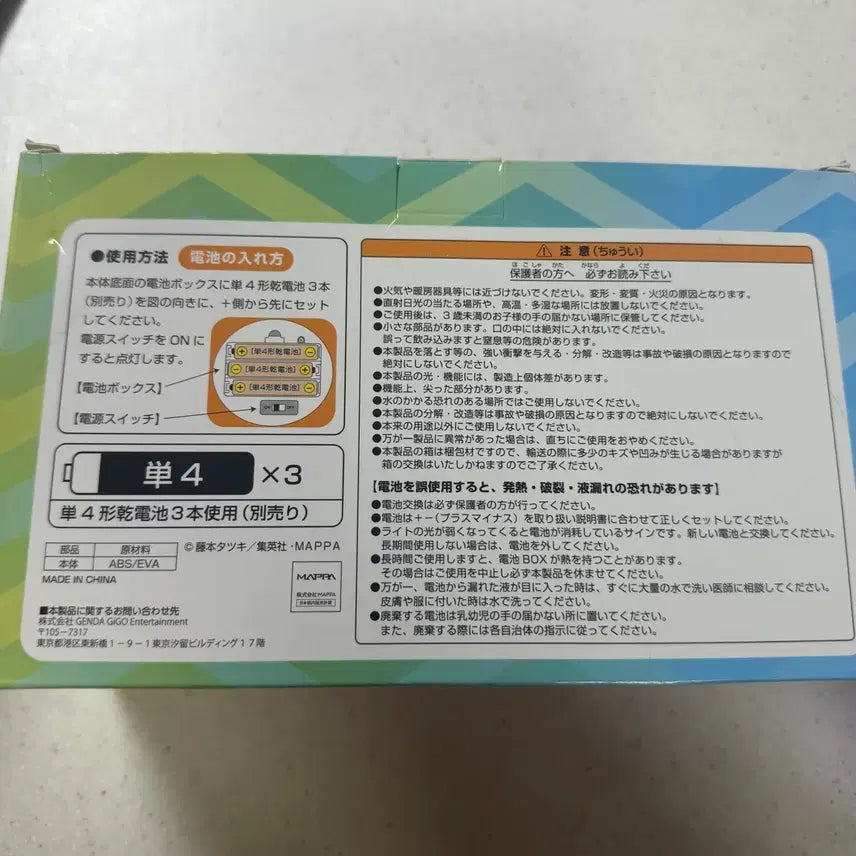 ●使用方法 電池の入れ方
本体底面の電池ボックスに単4形乾電池3本
(別売り)を図の向きに、+側から先にセット
してください。
電源スイッチをONに
すると点灯します。
【電池ボックス】
【電源スイッチ】
⊕ [単4形乾電池] ⊖
⊖ [単4形乾電池] ⊕
⊕ [単4形乾電池] ⊖
ON OFF
単4 ×3
単4形乾電池3本使用(別売り)
部品 原材料
本体 ABS/EVA
MADE IN CHINA
©藤本タツキ/集英社・MAPPA
MAPPA
株式会社MAPPA
■本製品に関するお問い合わせ先
株式会社 GENDA GiGO Entertainment
〒105-7317
東京都港区東新橋1-9-1東京汐留ビルディング17階
⚠ 注意(ちゅうい)
ほごしゃ かた かなら よ くだ
保護者の方へ 必ずお読み下さい
●火気や暖房器具等には近づけないでください。変形・変質・火災の原因となります。
●直射日光の当たる場所や、高温・多湿な場所には放置しないでください。
●ご使用後は、3歳未満のお子様の手の届かない場所に保管してください。
●小さな部品があります。口の中には絶対に入れないでください。
誤って飲み込みますと窒息等の危険があります。
●本製品を落とす等の、強い衝撃を与える・分解・改造等は事故や破損の原因となりますので
絶対にしないでください。
●本製品の光・機能には、製造上個体差があります。
●機能上、尖った部分があります。
●水のかかる恐れのある場所ではご使用しないでください。
●本製品の分解・改造等は事故や破損の原因となりますので絶対にしないでください。
●本来の用途以外にご使用しないでください。
●万が一製品に異常があった場合は、直ちにご使用をおやめください。
●本製品の箱は梱包材ですので、輸送の際に多少のキズや凹みが生じる場合がありますが
箱の交換はいたしかねますのでご了承ください。
【電池を誤使用すると、発熱・破裂・液漏れの恐れがあります】
●電池交換は必ず保護者の方が行ってください。
●電池は+-(プラスマイナス)を取り扱い説明書に合わせて正しくセットしてください。
●ライトの光が弱くなってくると電池が消耗しているサインです。新しい電池と交換してください。
長期間使用しない場合は、電池を外してください。
●長時間ご使用しますと、電池BOXが熱を持つことがあります。
その場合はご使用を中止し必ず本製品を休ませてください。
●万が一、電池から漏れた液が目に入った時は、すぐに大量の水で洗い医師に相談してください。
皮膚や服に付いた時は水で洗ってください。
●廃棄する電池は乳幼児の手の届かない所に置いてください。
また、廃棄する際には各自治体の指示に従ってください。